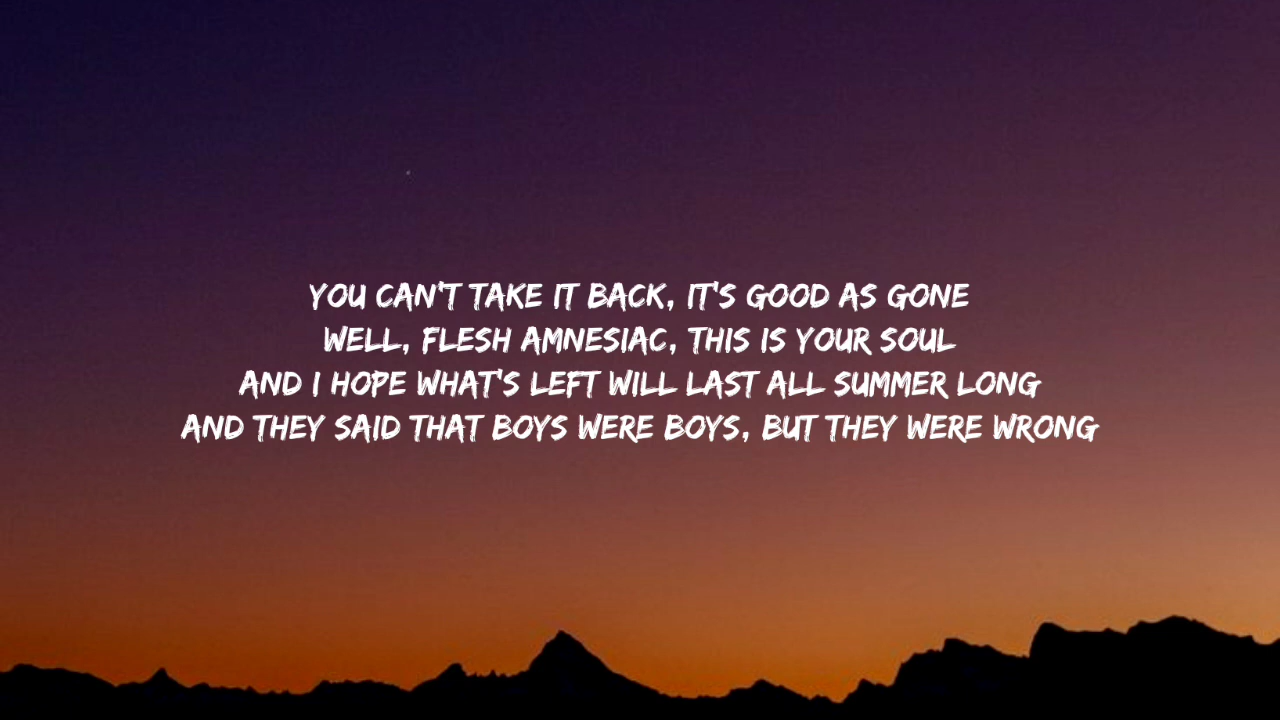 YOU CAN'T TAKE IT BACK, IT'S GOOD AS GONE
WELL, FLESH AMNESIAC, THIS IS YOUR SOUL
AND I HOPE WHAT'S LEFT WILL LAST ALL SUMMER LONG
AND THEY SAID THAT BOYS WERE BOYS, BUT THEY WERE WRONG